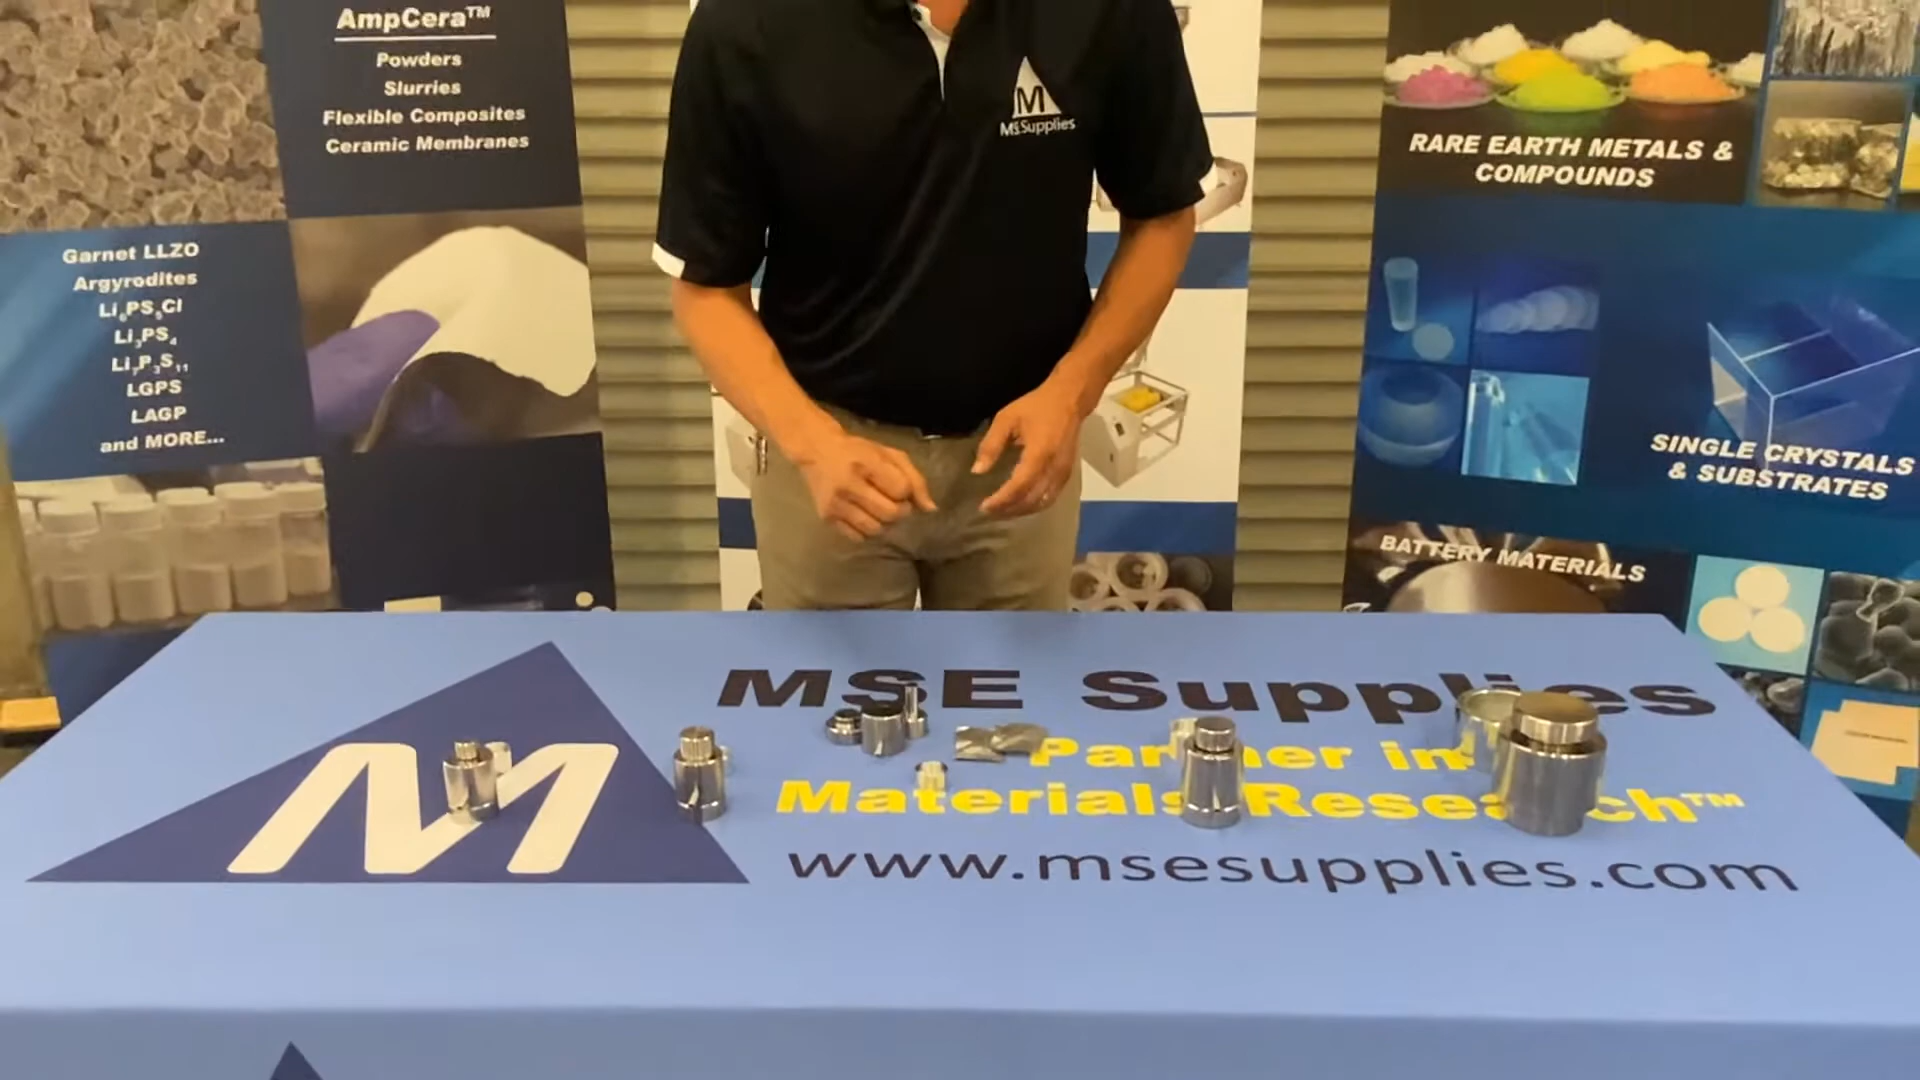 AmpCera™
Powders
Slurries
Flexible Composites
Ceramic Membranes
Garnet LLZO
Argyrodites
Li₆PS₅Cl
Li₃PS₄
Li₇P₃S₁₁
LGPS
LAGP
and MORE...
M
MSE Supplies
RARE EARTH METALS &
COMPOUNDS
SINGLE CRYSTALS
& SUBSTRATES
BATTERY MATERIALS
M
MSE Supplies
Partner in
Materials Research™
www.msesupplies.com